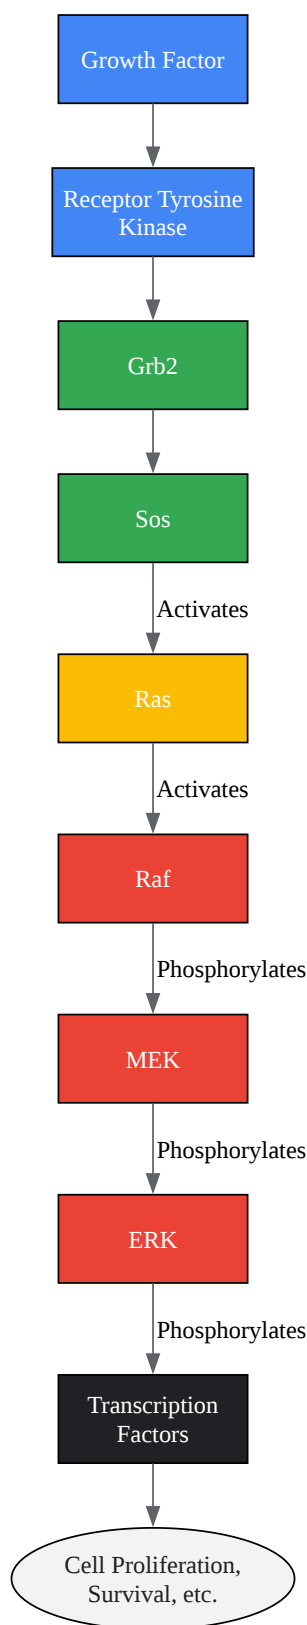 Growth Factor
Receptor Tyrosine
Kinase
Grb2
Sos
Activates
Ras
Activates
Raf
Phosphorylates
MEK
Phosphorylates
ERK
Phosphorylates
Transcription
Factors
Cell Proliferation,
Survival, etc.